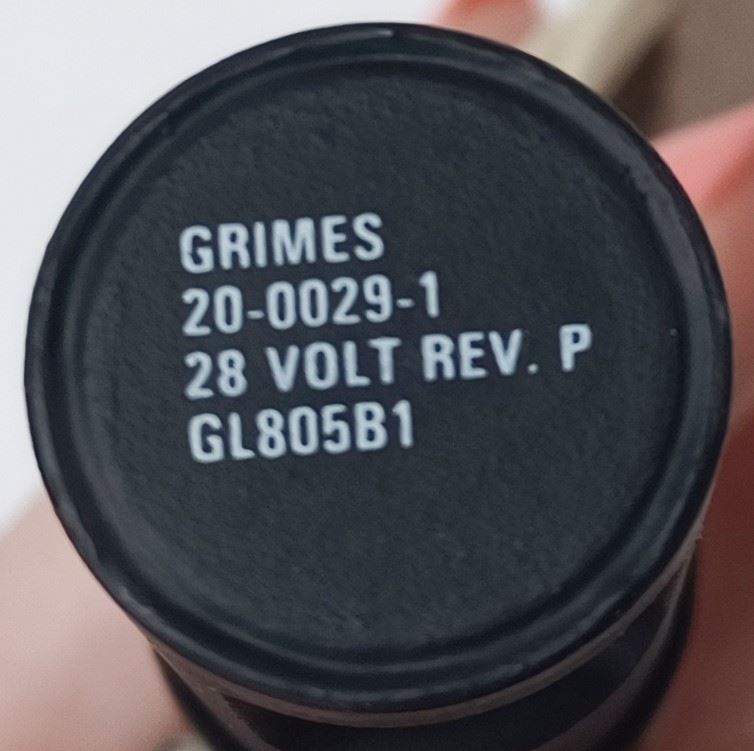 GRIMES
20-0029-1
28 VOLT REV. P
GL805B1